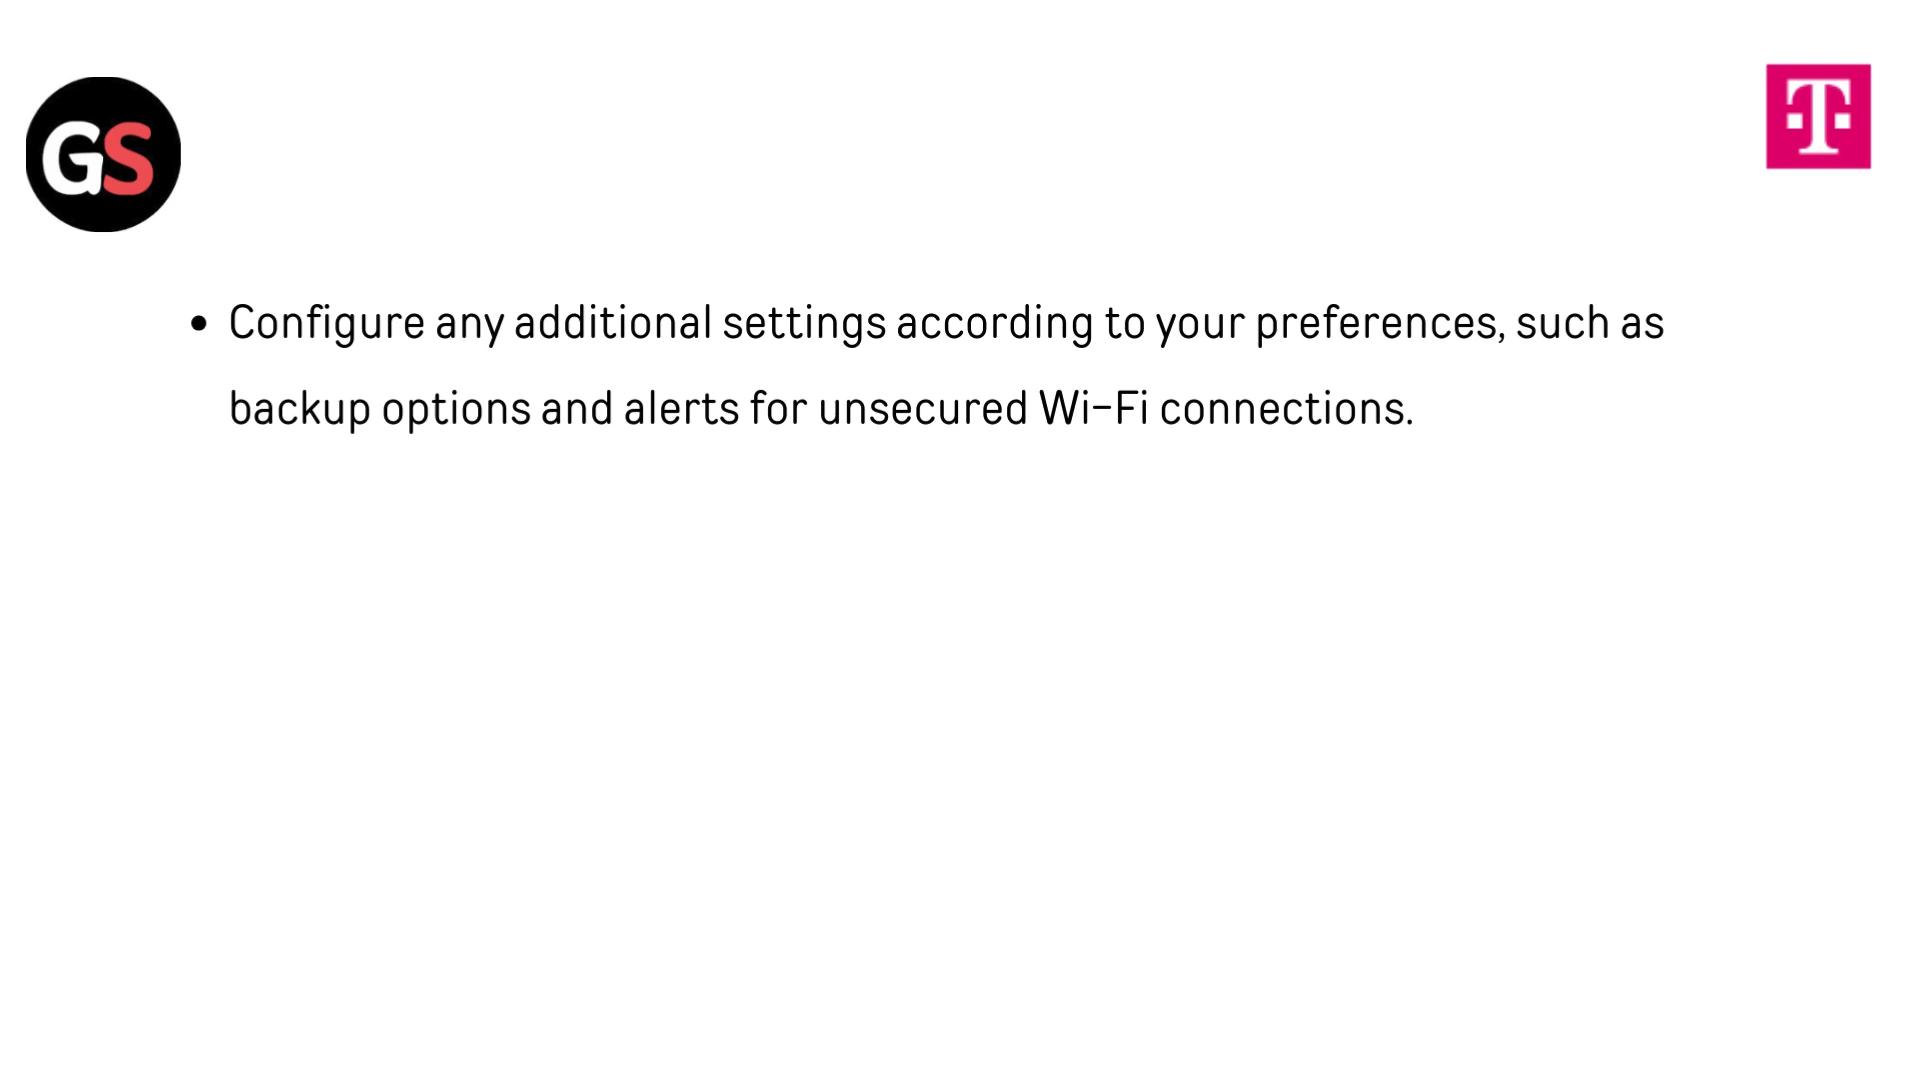 GS
T
• Configure any additional settings according to your preferences, such as
backup options and alerts for unsecured Wi-Fi connections.